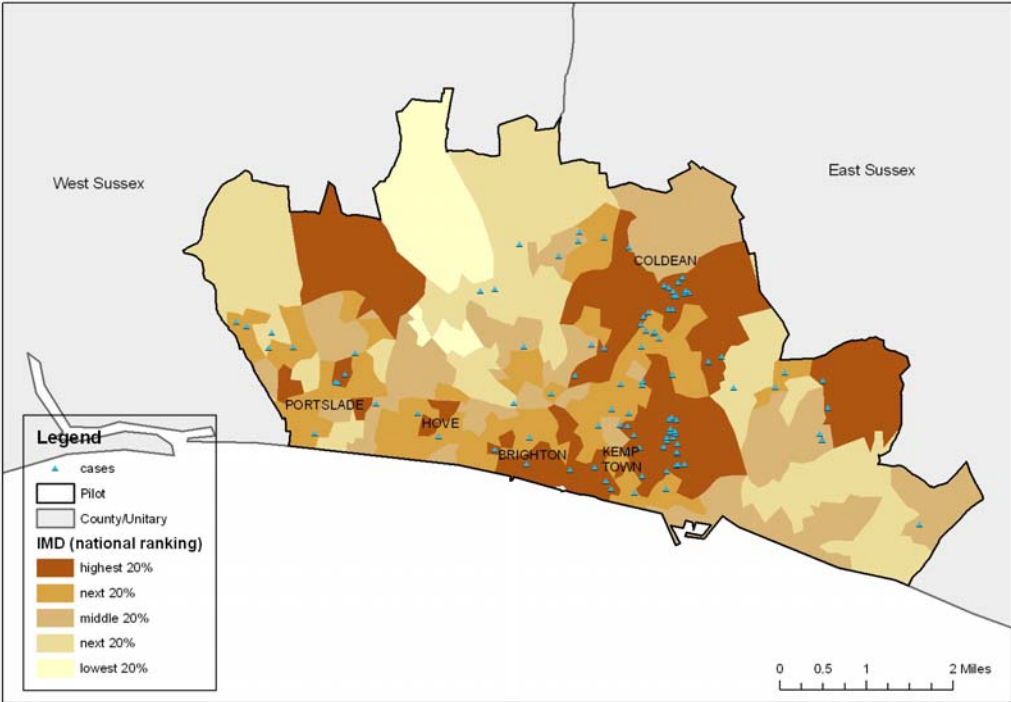 West Sussex
East Sussex
COLDEAN
PORTSLADE
HOVE
BRIGHTON
KEMP
TOWN
Legend
cases
Pilot
County/Unitary
IMD (national ranking)
highest 20%
next 20%
middle 20%
next 20%
lowest 20%
0 0.5 1 2 Miles